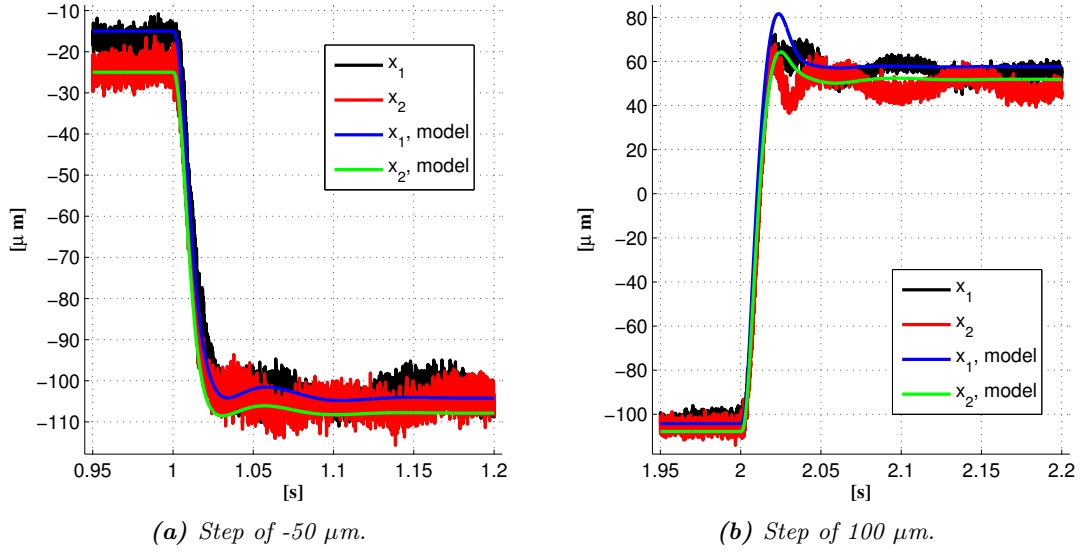 −10
−20
−30
−40
−50
−60
−70
−80
−90
−100
−110
[μ m]
x1
x2
x1, model
x2, model
0.95 1 1.05 1.1 1.15 1.2
[s]
(a) Step of -50 μm.
80
60
40
20
0
−20
−40
−60
−80
−100
[μ m]
x1
x2
x1, model
x2, model
1.95 2 2.05 2.1 2.15 2.2
[s]
(b) Step of 100 μm.